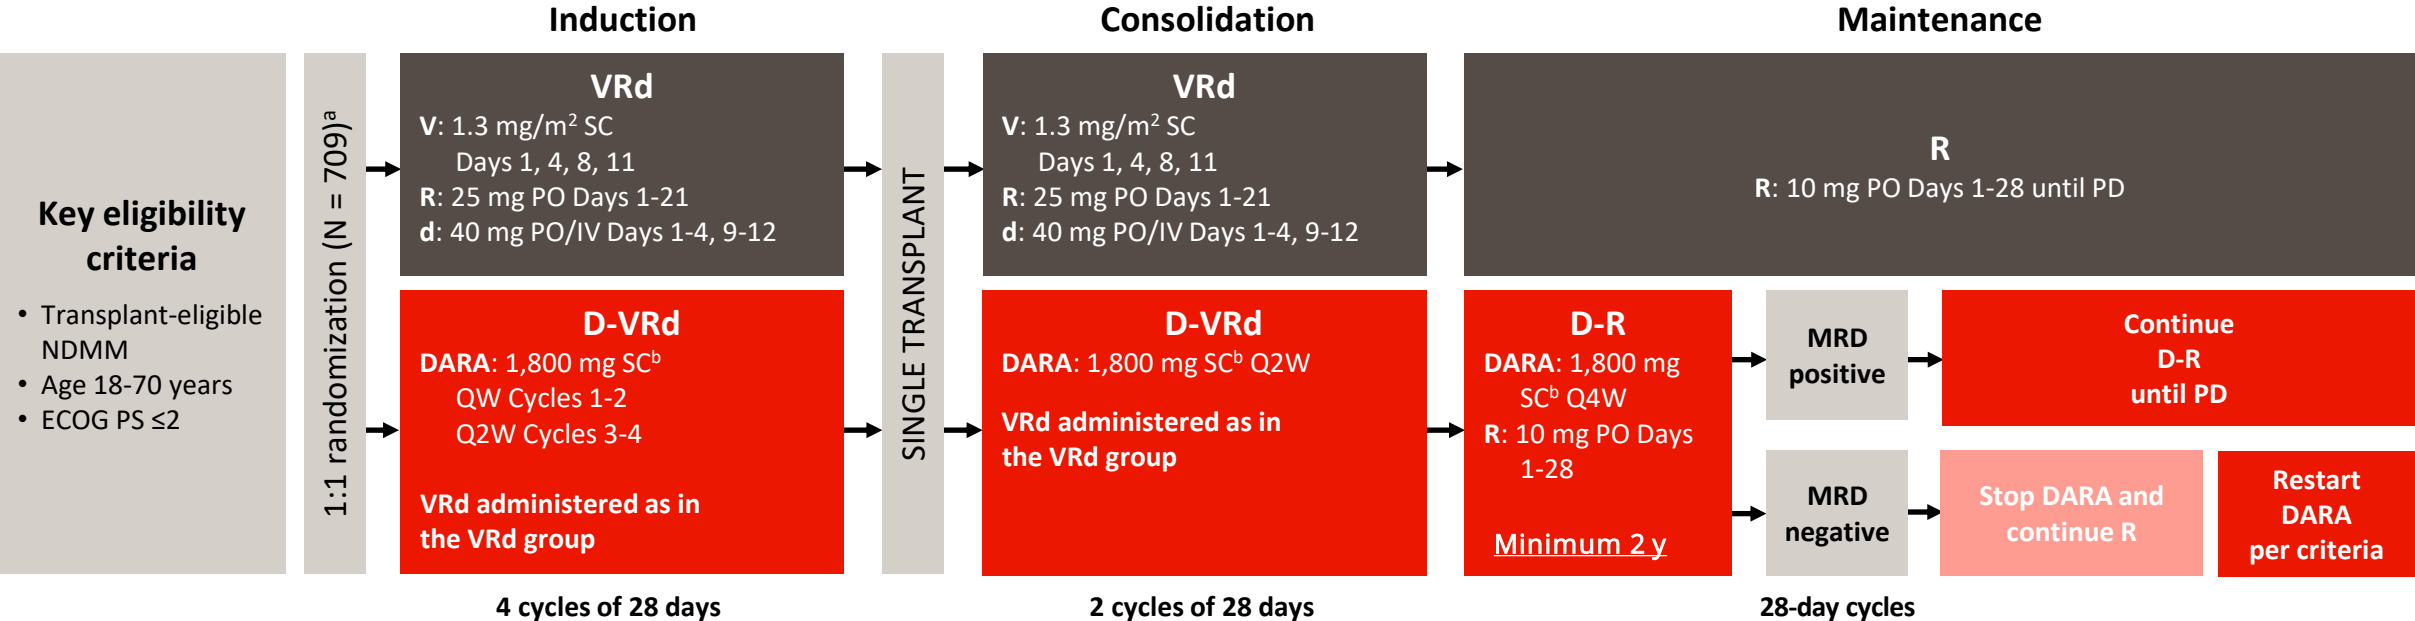 Induction
Consolidation
Maintenance
Key eligibility
criteria
• Transplant-eligible
NDMM
• Age 18-70 years
• ECOG PS ≤2
1:1 randomization (N = 709)ᵃ
VRd
V: 1.3 mg/m² SC
Days 1, 4, 8, 11
R: 25 mg PO Days 1-21
d: 40 mg PO/IV Days 1-4, 9-12
D-VRd
DARA: 1,800 mg SCᵇ
QW Cycles 1-2
Q2W Cycles 3-4
VRd administered as in
the VRd group
4 cycles of 28 days
SINGLE TRANSPLANT
VRd
V: 1.3 mg/m² SC
Days 1, 4, 8, 11
R: 25 mg PO Days 1-21
d: 40 mg PO/IV Days 1-4, 9-12
D-VRd
DARA: 1,800 mg SCᵇ Q2W
VRd administered as in
the VRd group
2 cycles of 28 days
R
R: 10 mg PO Days 1-28 until PD
D-R
DARA: 1,800 mg
SCᵇ Q4W
R: 10 mg PO Days
1-28
Minimum 2 y
MRD
positive
Continue
D-R
until PD
MRD
negative
Stop DARA and
continue R
Restart
DARA
per criteria
28-day cycles